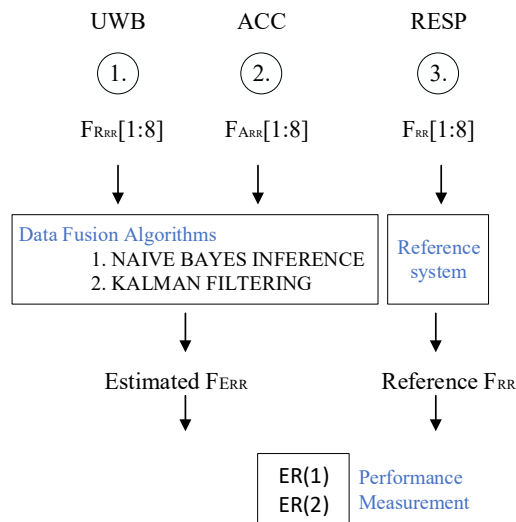 UWB ACC RESP
1. 2. 3.
FRRR[1:8] FARR[1:8] FRR[1:8]
Data Fusion Algorithms
1. NAIVE BAYES INFERENCE
2. KALMAN FILTERING
Reference
system
Estimated FERR Reference FRR
ER(1)
ER(2)
Performance
Measurement